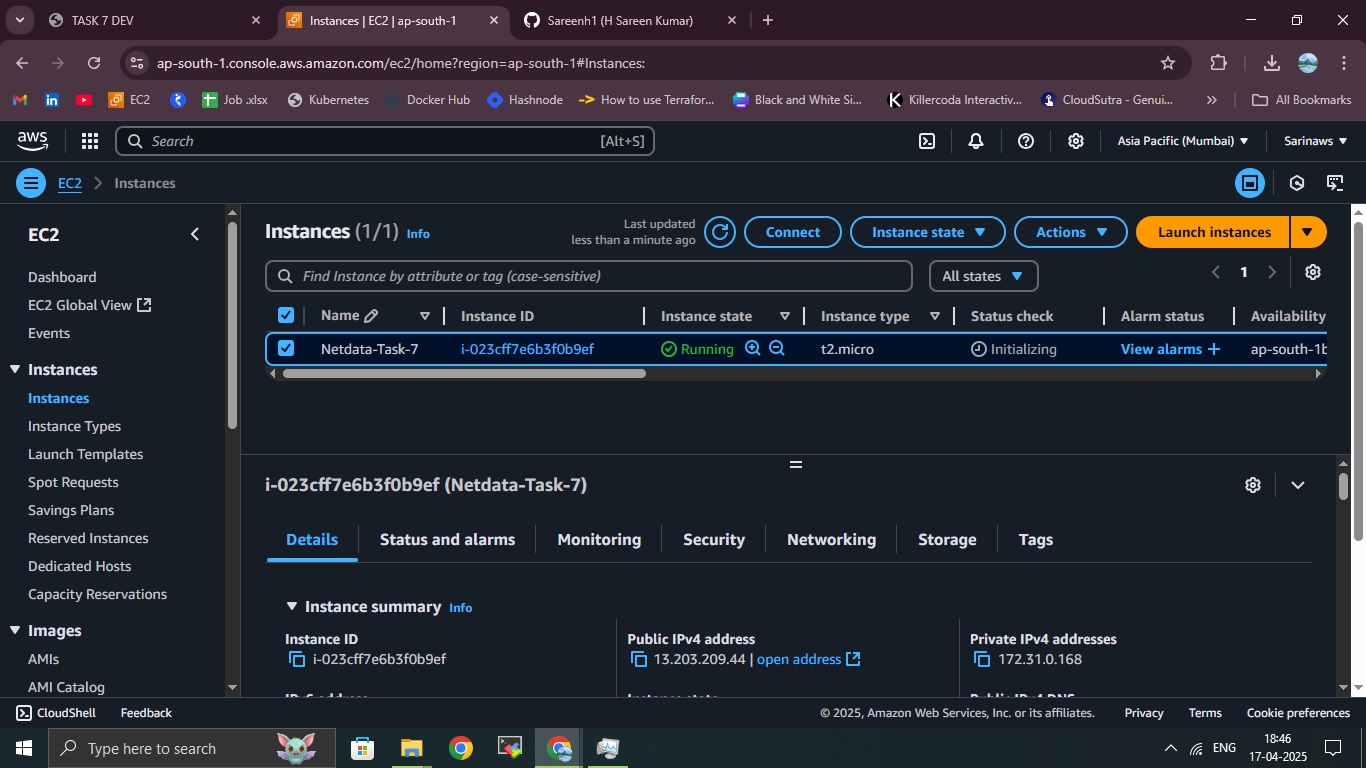 TASK 7 DEV
Instances | EC2 | ap-south-1
Sareenh1 (H Sareen Kumar)
ap-south-1.console.aws.amazon.com/ec2/home?region=ap-south-1#Instances:
EC2
Job .xlsx
Kubernetes
Docker Hub
Hashnode
How to use Terrafor...
Black and White Si...
Killercoda Interactiv...
CloudSutra - Genui...
All Bookmarks
aws
Search
[Alt+S]
Asia Pacific (Mumbai)
Sarinaws
EC2
Instances
EC2
Dashboard
EC2 Global View
Events
Instances
Instances
Instance Types
Launch Templates
Spot Requests
Savings Plans
Reserved Instances
Dedicated Hosts
Capacity Reservations
Images
AMIs
AMI Catalog
Instances (1/1) Info
Last updated
less than a minute ago
Connect
Instance state
Actions
Launch instances
Find Instance by attribute or tag (case-sensitive)
All states
1
Name
Instance ID
Instance state
Instance type
Status check
Alarm status
Availability
Netdata-Task-7
i-023cff7e6b3f0b9ef
Running
t2.micro
Initializing
View alarms +
ap-south-1b
i-023cff7e6b3f0b9ef (Netdata-Task-7)
Details
Status and alarms
Monitoring
Security
Networking
Storage
Tags
Instance summary Info
Instance ID
i-023cff7e6b3f0b9ef
Public IPv4 address
13.203.209.44 | open address
Private IPv4 addresses
172.31.0.168
IPv6 address
Instance state
Public IPv4 DNS
CloudShell
Feedback
© 2025, Amazon Web Services, Inc. or its affiliates.
Privacy
Terms
Cookie preferences
Type here to search
ENG
18:46
17-04-2025